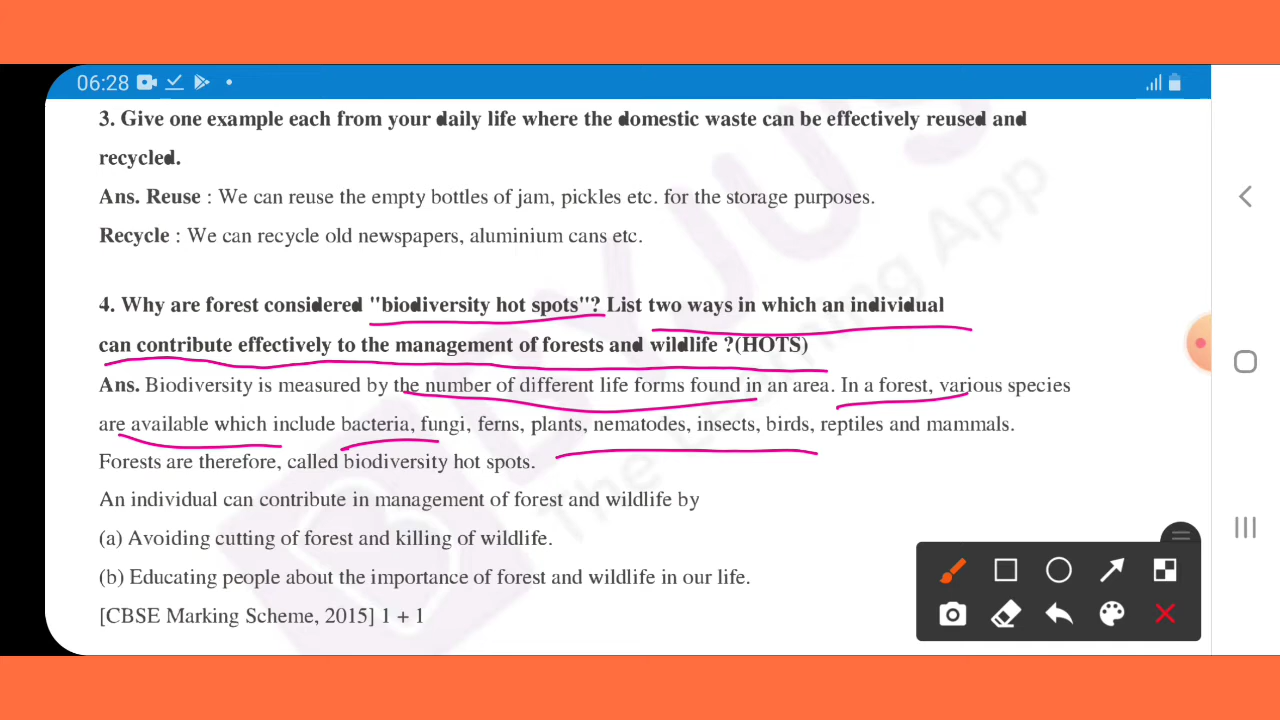 06:28
3. Give one example each from your daily life where the domestic waste can be effectively reused and
recycled.
Ans. Reuse : We can reuse the empty bottles of jam, pickles etc. for the storage purposes.
Recycle : We can recycle old newspapers, aluminium cans etc.
4. Why are forest considered "biodiversity hot spots"? List two ways in which an individual
can contribute effectively to the management of forests and wildlife ?(HOTS)
Ans. Biodiversity is measured by the number of different life forms found in an area. In a forest, various species
are available which include bacteria, fungi, ferns, plants, nematodes, insects, birds, reptiles and mammals.
Forests are therefore, called biodiversity hot spots.
An individual can contribute in management of forest and wildlife by
(a) Avoiding cutting of forest and killing of wildlife.
(b) Educating people about the importance of forest and wildlife in our life.
[CBSE Marking Scheme, 2015] 1 + 1
BYJU'S
The Learning App